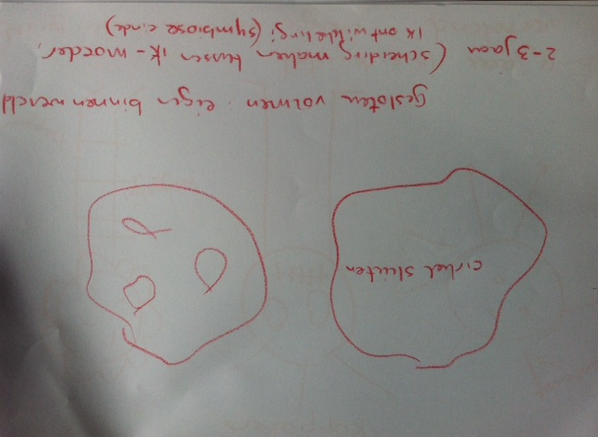 2-3 jaar (scheiding maken tussen ik - moeder,
ik ontwikkeling (symbiose einde)
gesloten vormen : eigen binnenwereld
cirkel sluiten